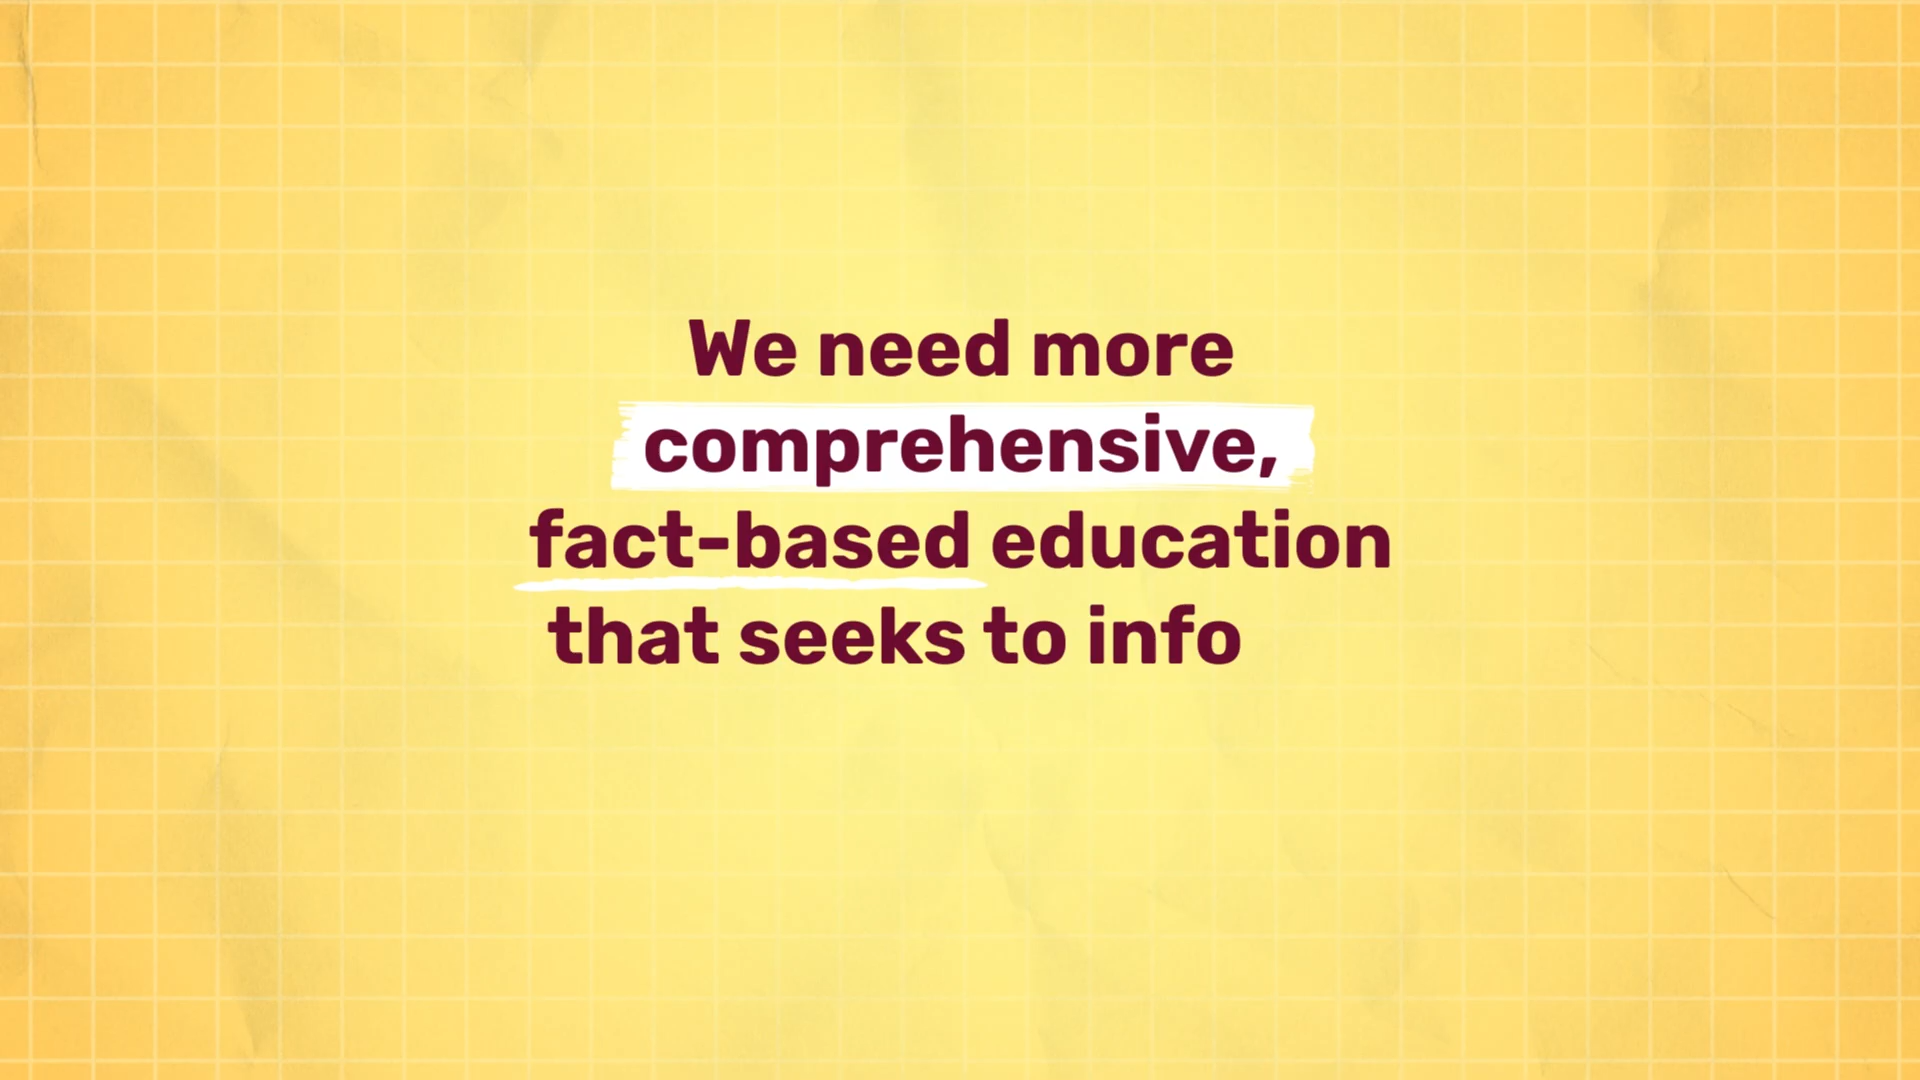 We need more
comprehensive,
fact-based education
that seeks to info